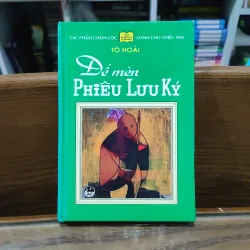 TÁC PHẨM CHỌN LỌC DÀNH CHO THIẾU NHI
TÔ HOÀI
Dế mèn
PHIÊU LƯU KÝ